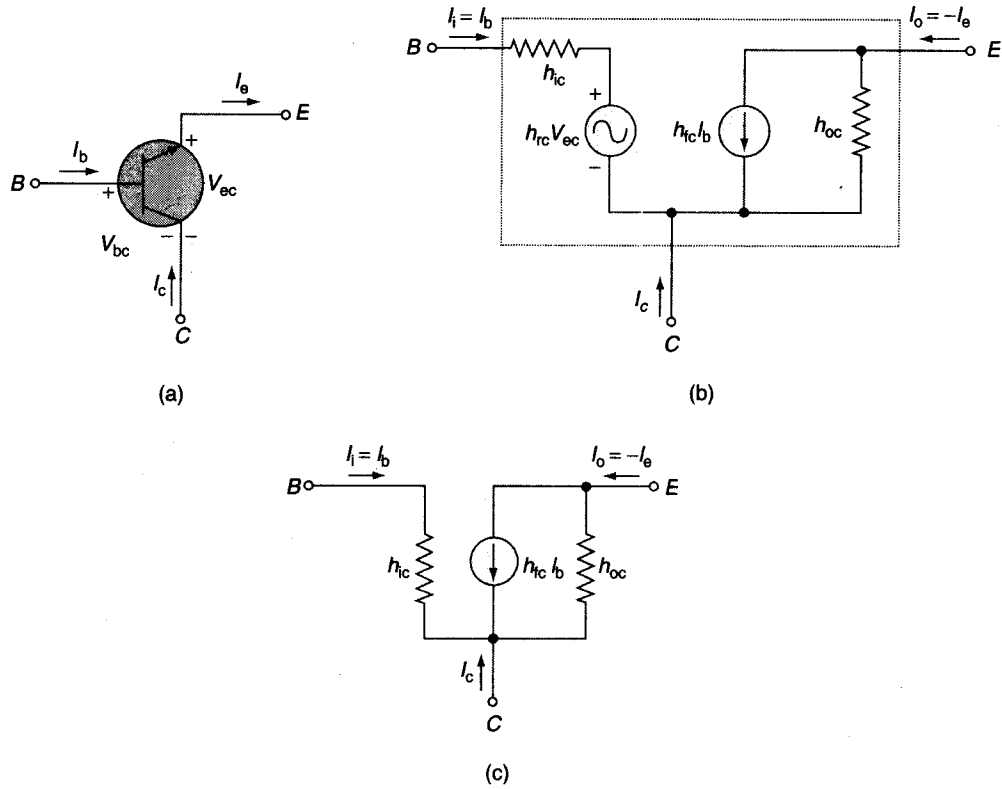 I_e
E
+
I_b
B
+
V_ec
V_bc
– –
I_c
C
(a)
I_i = I_b
I_o = –I_e
B
E
h_ic
+
h_rc V_ec
–
h_fc I_b
h_oc
I_c
C
(b)
I_i = I_b
I_o = –I_e
B
E
h_ic
h_fc I_b
h_oc
I_c
C
(c)